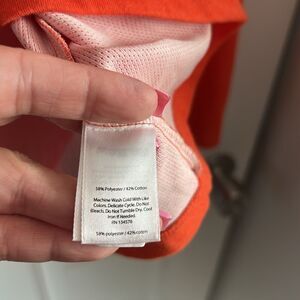 58% Polyester / 42% Cotton
Machine Wash Cold With Like
Colors. Delicate Cycle. Do Not
Bleach. Do Not Tumble Dry. Cool
Iron If Needed.
RN 134578
58% polyester / 42% cotton